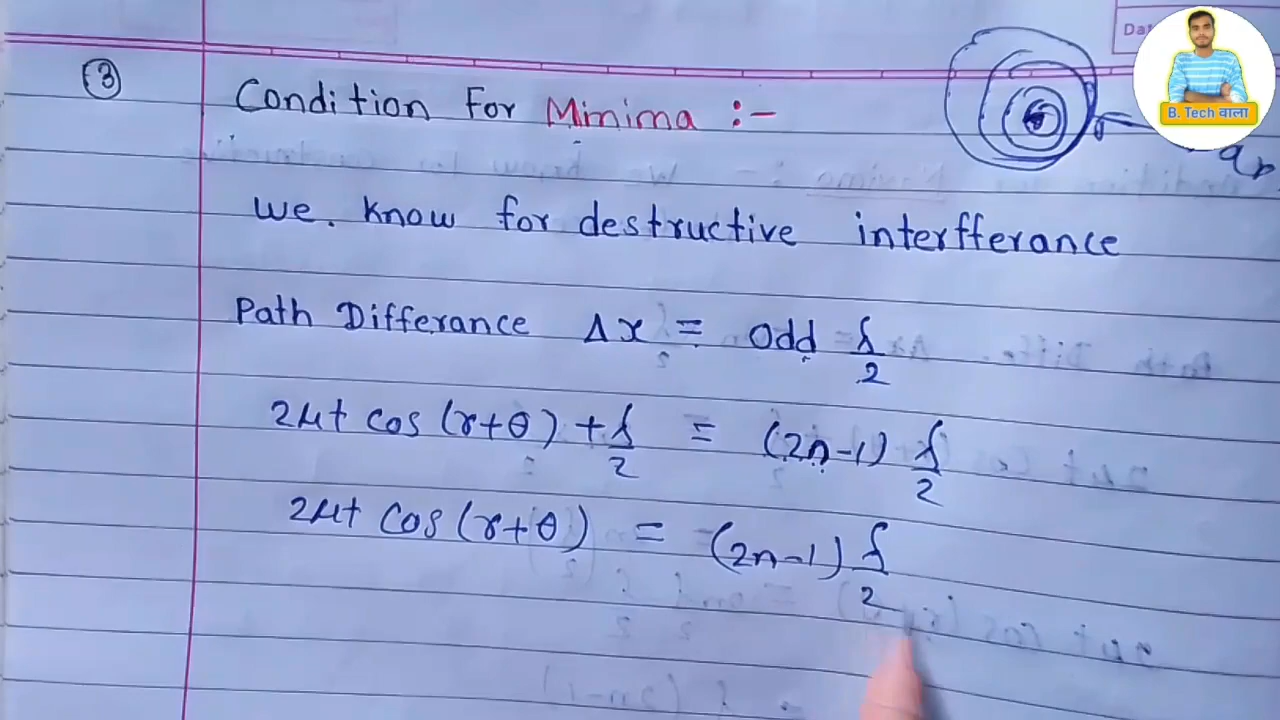 Dat
B. Tech वाला
③
Condition For Minima :-
We. know for destructive interfferance
Path Differance Δx = odd λ/2
2μt cos (r+θ) + λ/2 = (2n-1) λ/2
2μt cos (r+θ) = (2n-1) λ/2